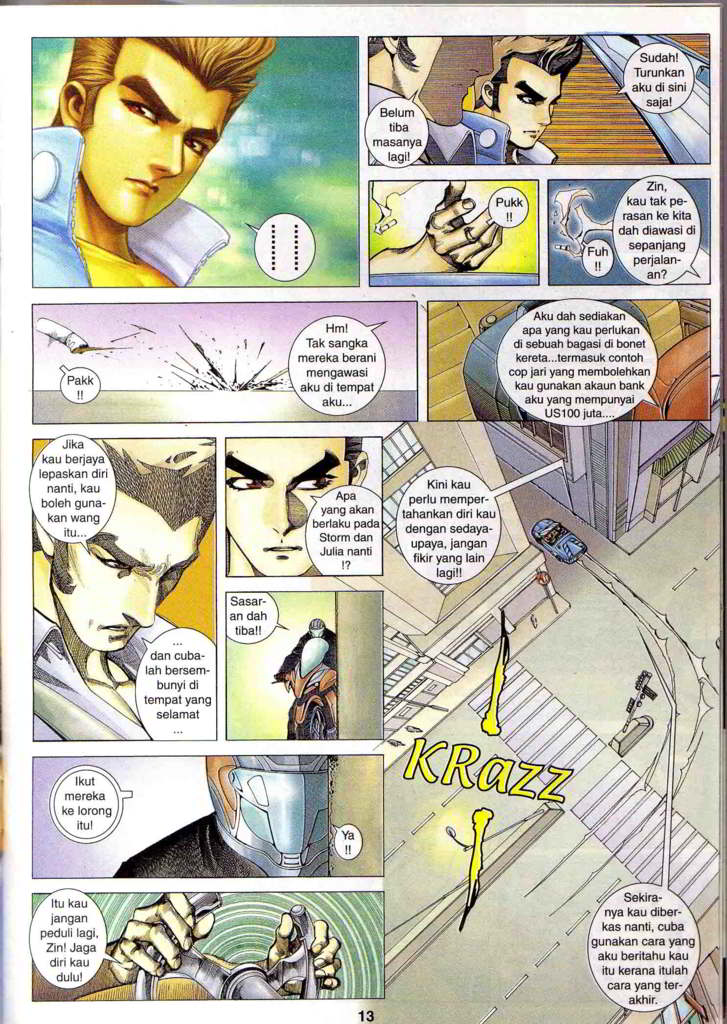 Sudah!
Turunkan
aku di sini
saja!
Belum
tiba
masanya
lagi!
Pukk
!!
Fuh
!!
Zin,
kau tak pe-
rasan ke kita
dah diawasi di
sepanjang
perjalan-
an?
Pakk
!!
Hm!
Tak sangka
mereka berani
mengawasi
aku di tempat
aku...
Aku dah sediakan
apa yang kau perlukan
di sebuah bagasi di bonet
kereta...termasuk contoh
cop jari yang membolehkan
kau gunakan akaun bank
aku yang mempunyai
US100 juta....
Jika
kau berjaya
lepaskan diri
nanti, kau
boleh guna-
kan wang
itu...
...
dan cuba-
lah bersem-
bunyi di
tempat yang
selamat
...
Apa
yang akan
berlaku pada
Storm dan
Julia nanti
!?
Kini kau
perlu memper-
tahankan diri kau
dengan sedaya-
upaya, jangan
fikir yang lain
lagi!!
Sasar-
an dah
tiba!!
KRazz
Ikut
mereka
ke lorong
itu!
Ya
!!
Itu kau
jangan
peduli lagi,
Zin! Jaga
diri kau
dulu!
Sekira-
nya kau diber-
kas nanti, cuba
gunakan cara yang
aku beritahu kau
itu kerana itulah
cara yang ter-
akhir.
13